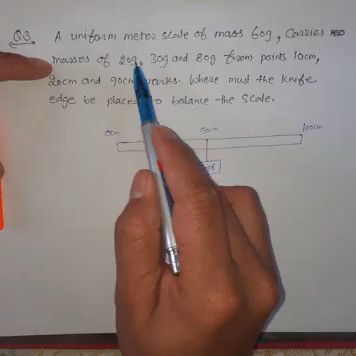 Q3. A uniform meter scale of mass 60g, Carries
masses of 20g, 30g and 80g from points 10cm,
20cm and 90cm marks. Where must the knife
edge be placed to balance the scale.
0cm 50cm 100cm